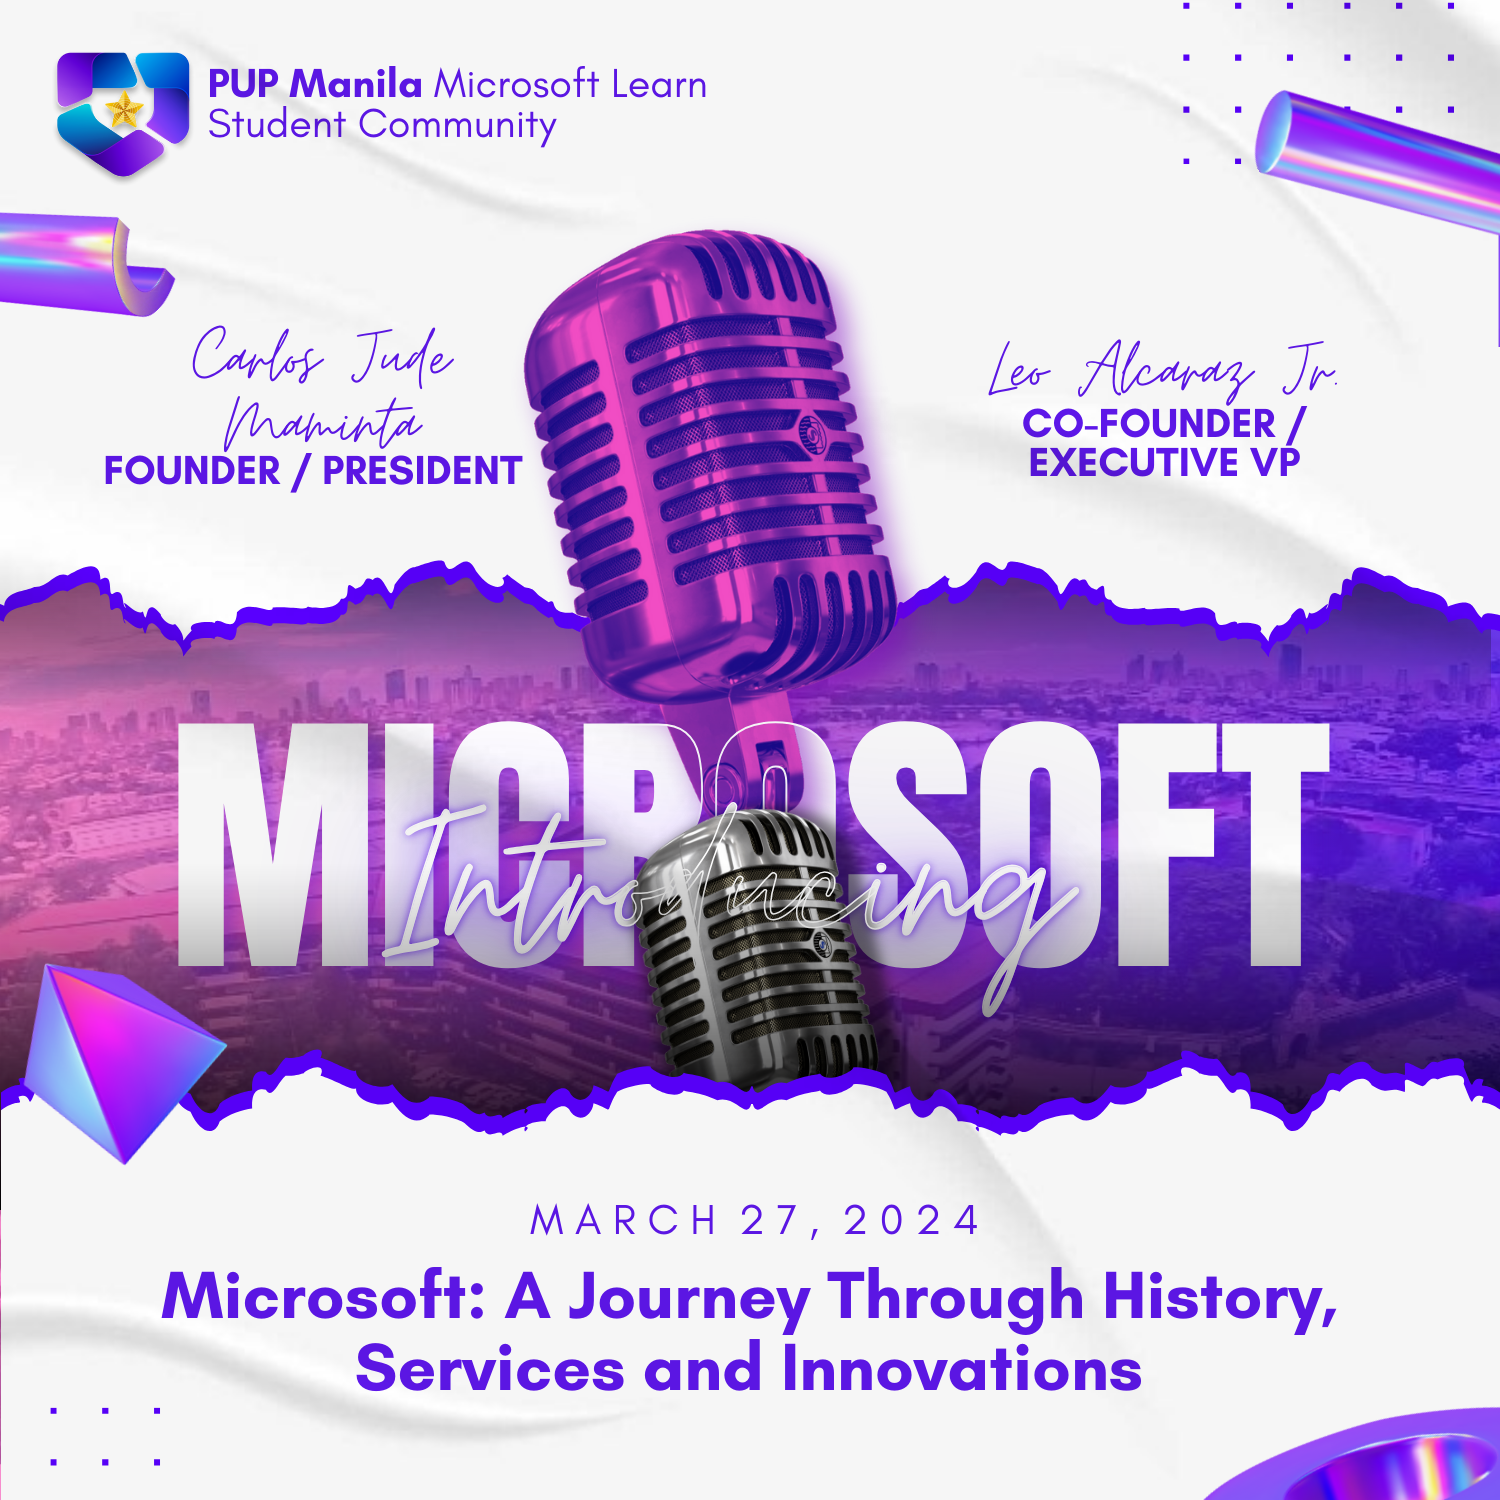 PUP Manila Microsoft Learn
Student Community
Carlos Jude
Maminta
FOUNDER / PRESIDENT
Leo Alcaraz Jr.
CO-FOUNDER /
EXECUTIVE VP
MICROSOFT
Introducing
MARCH 27, 2024
Microsoft: A Journey Through History,
Services and Innovations